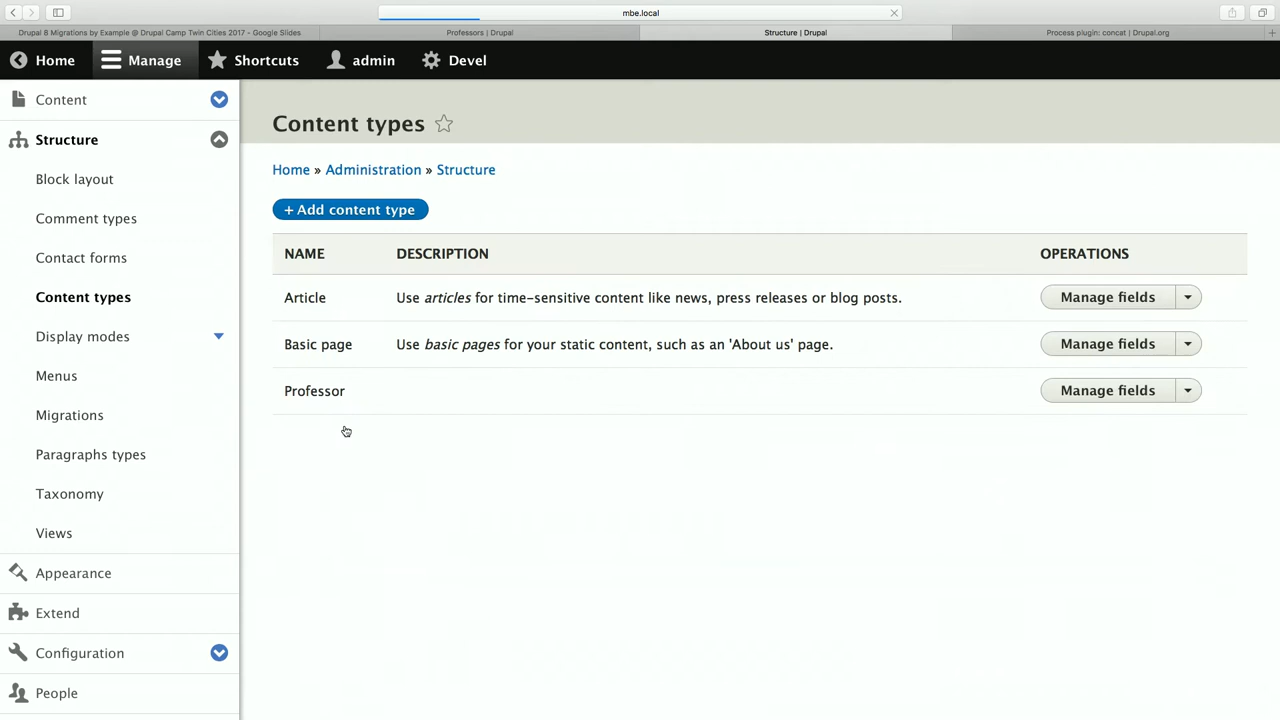 mbe.local
Drupal 8 Migrations by Example @ Drupal Camp Twin Cities 2017 - Google Slides
Professors | Drupal
Structure | Drupal
Process plugin: concat | Drupal.org
Home
Manage
Shortcuts
admin
Devel
Content
Structure
Block layout
Comment types
Contact forms
Content types
Display modes
Menus
Migrations
Paragraphs types
Taxonomy
Views
Appearance
Extend
Configuration
People
Content types
Home » Administration » Structure
+ Add content type
NAME DESCRIPTION OPERATIONS
Article Use articles for time-sensitive content like news, press releases or blog posts. Manage fields
Basic page Use basic pages for your static content, such as an 'About us' page. Manage fields
Professor Manage fields